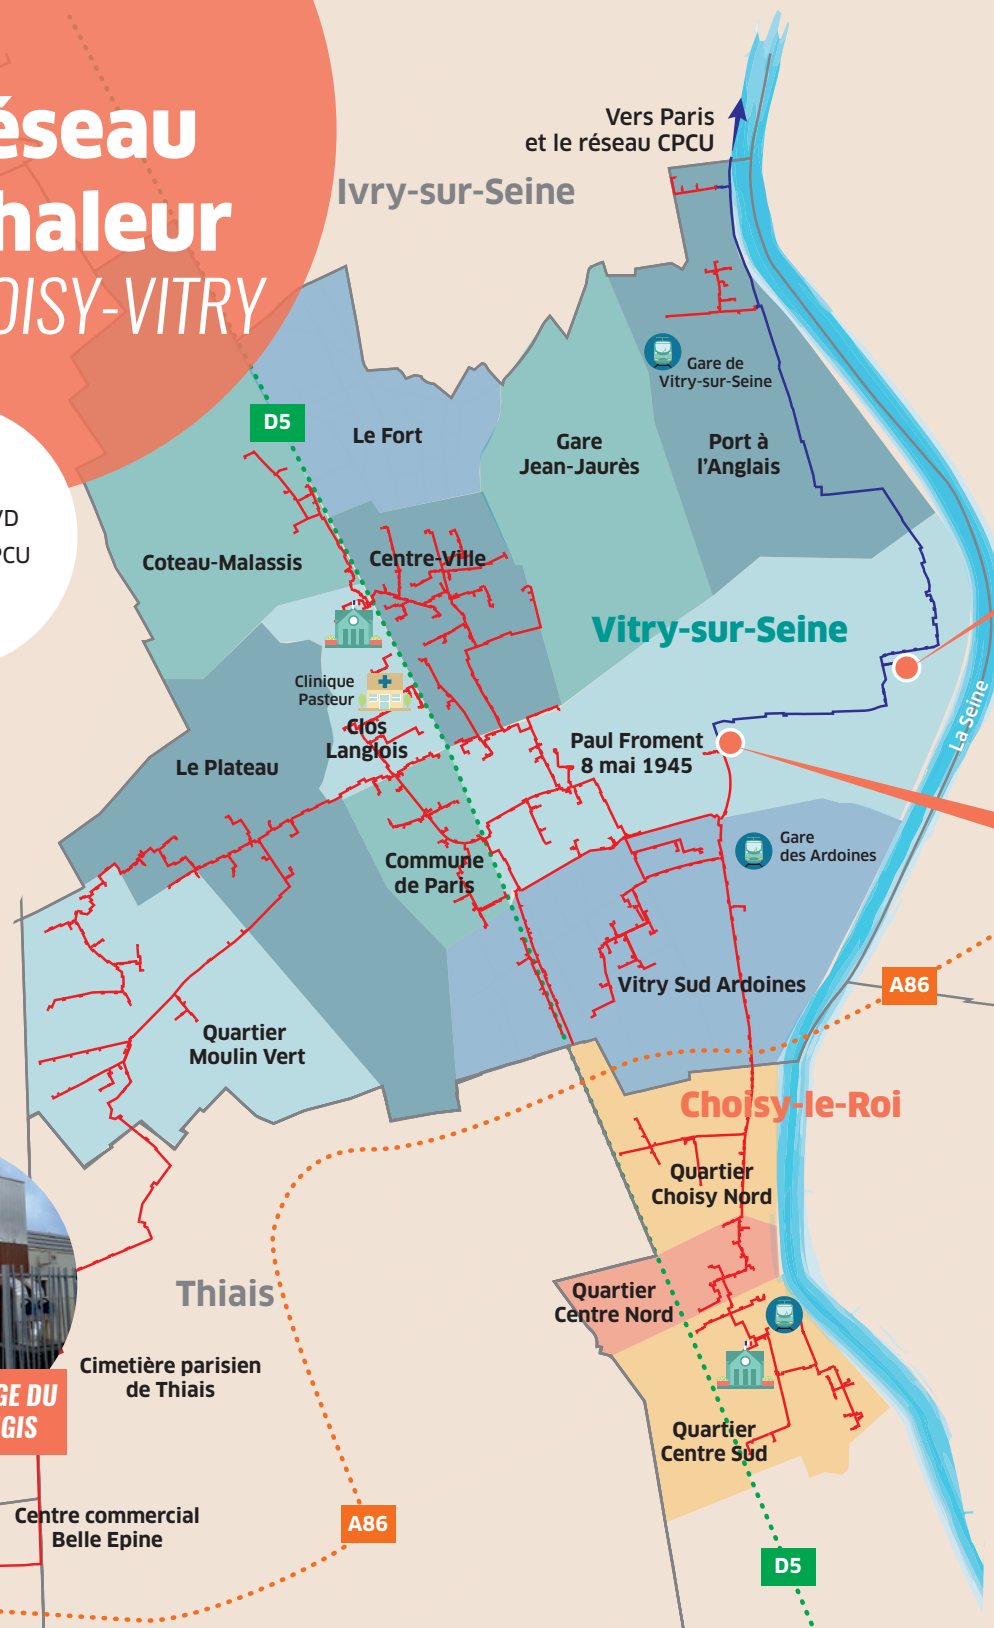 éseau
haleur
OISY-VITRY
/D
PCU
Vers Paris
et le réseau CPCU
Ivry-sur-Seine
Gare de
Vitry-sur-Seine
D5
Le Fort
Gare
Jean-Jaurès
Port à
l'Anglais
Coteau-Malassis
Centre-Ville
Vitry-sur-Seine
Clinique
Pasteur
Clos
Langlois
Le Plateau
Paul Froment
8 mai 1945
La Seine
Commune
de Paris
Gare
des Ardoines
Vitry Sud Ardoines
A86
Quartier
Moulin Vert
Choisy-le-Roi
Quartier
Choisy Nord
Thiais
Quartier
Centre Nord
Cimetière parisien
de Thiais
GE DU
GIS
Quartier
Centre Sud
Centre commercial
Belle Epine
A86
D5